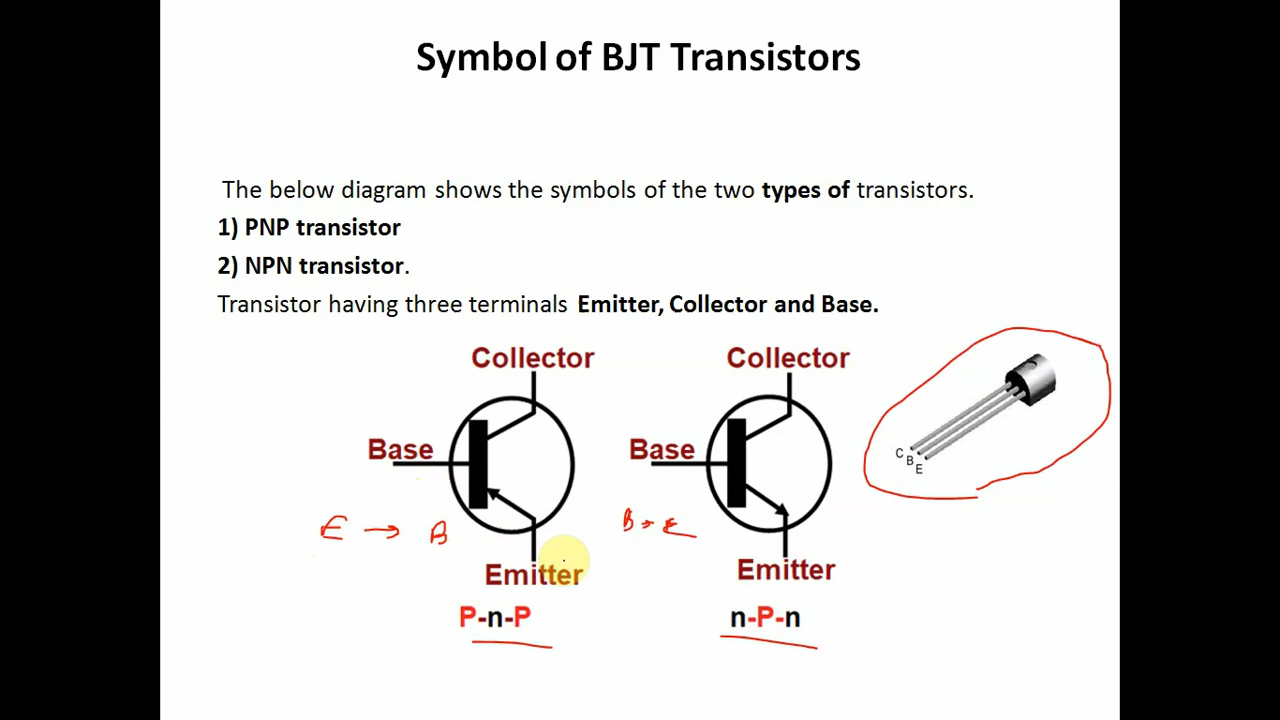 Symbol of BJT Transistors
The below diagram shows the symbols of the two types of transistors.
1) PNP transistor
2) NPN transistor.
Transistor having three terminals Emitter, Collector and Base.
Collector
Base
E → B
Emitter
P-n-P
Collector
Base
B → E
Emitter
n-P-n
C
B
E